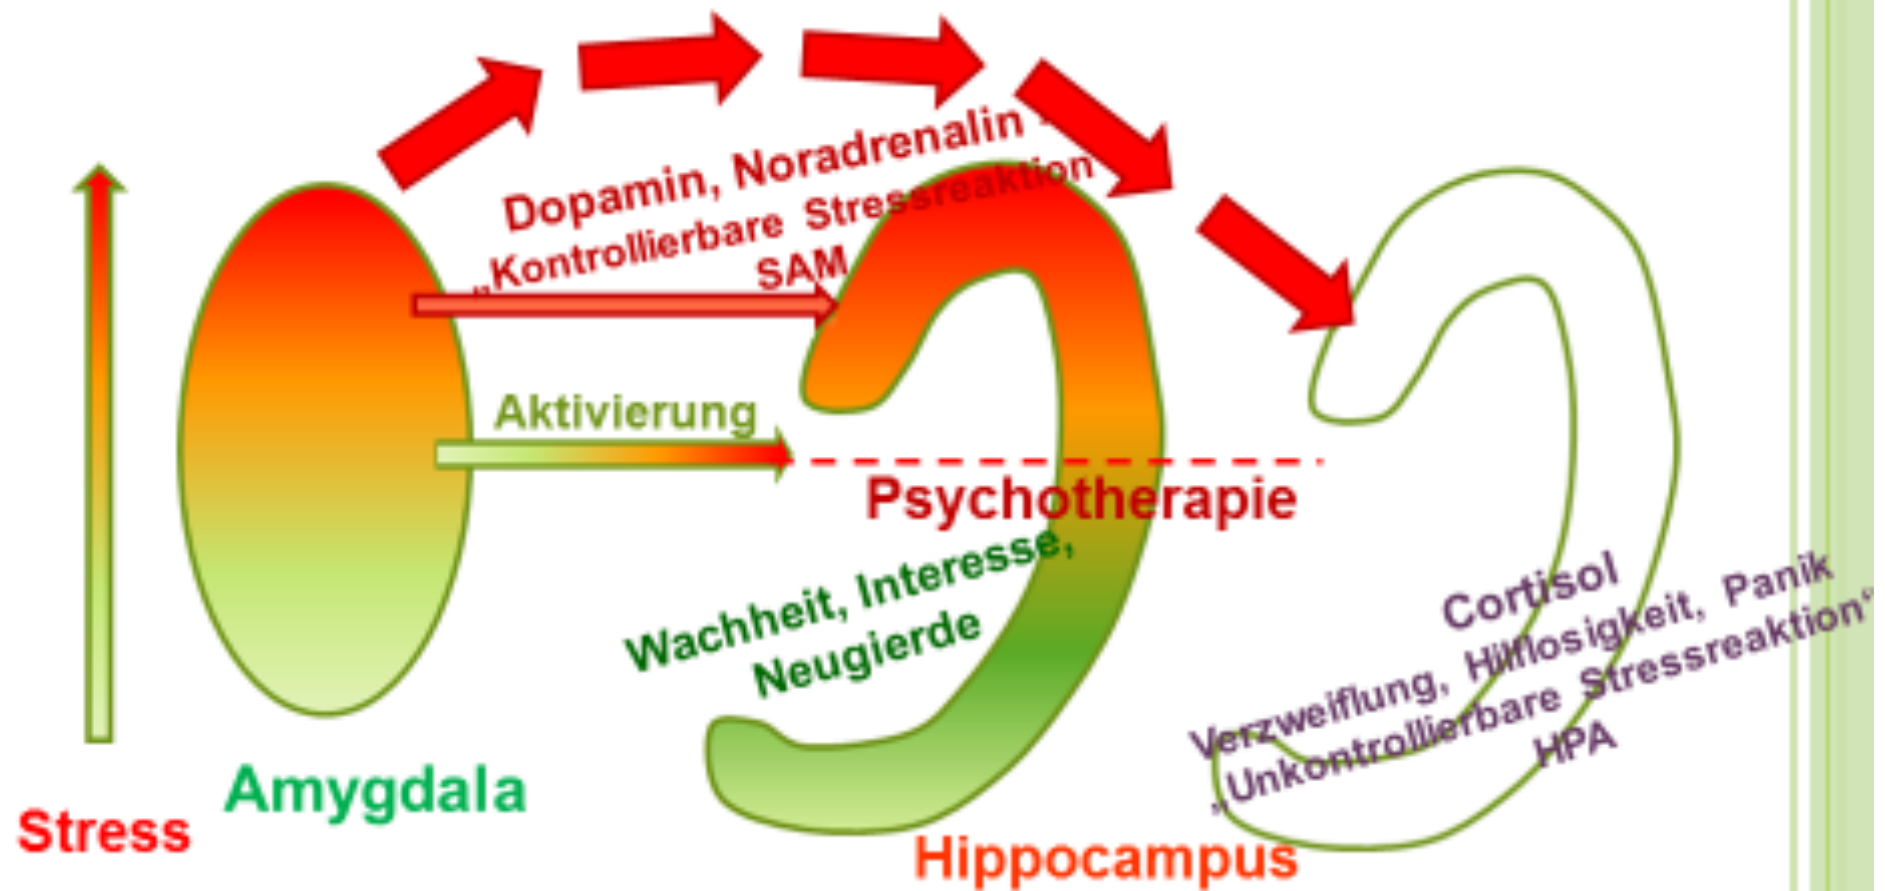 Dopamin, Noradrenalin -
„Kontrollierbare Stressreaktion
SAM
Aktivierung
Psychotherapie
Wachheit, Interesse,
Neugierde
Cortisol
Verzweiflung, Hilflosigkeit, Panik
„Unkontrollierbare Stressreaktion“
HPA
Amygdala
Stress
Hippocampus